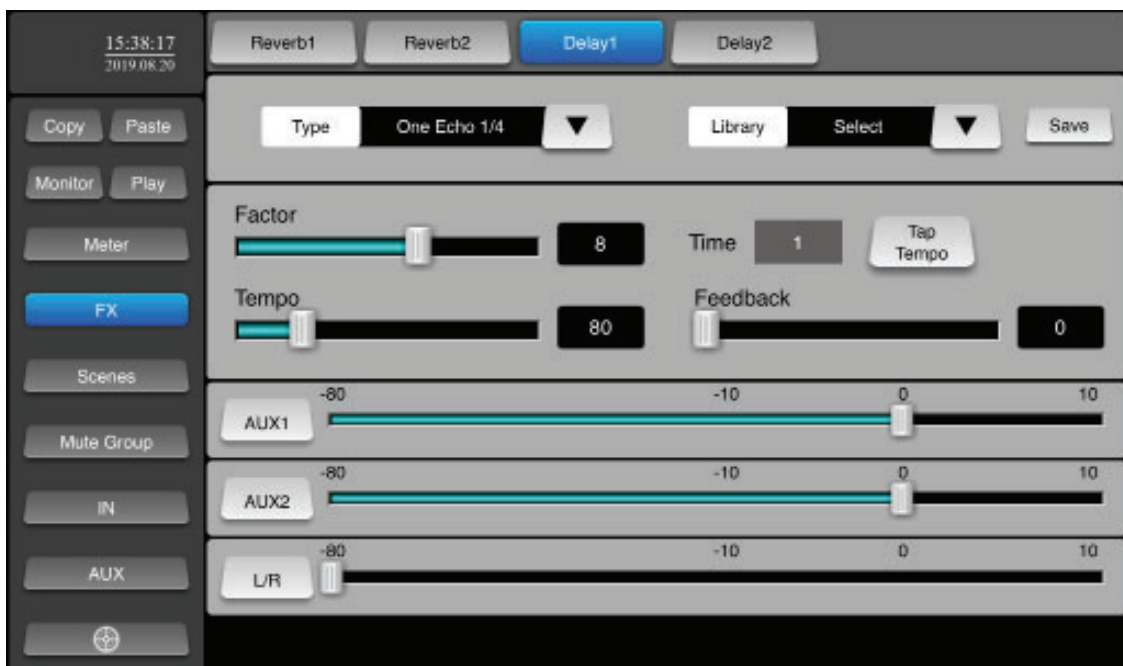 15:38:17
2019.08.20
Reverb1 Reverb2 Delay1 Delay2
Copy Paste
Type One Echo 1/4 Library Select Save
Monitor Play
Factor
8 Time 1 Tap
Tempo
Meter
FX
Tempo Feedback
80 0
Scenes
-80 -10 0 10
AUX1
Mute Group
-80 -10 0 10
AUX2
IN
-80 -10 0 10
L/R
AUX